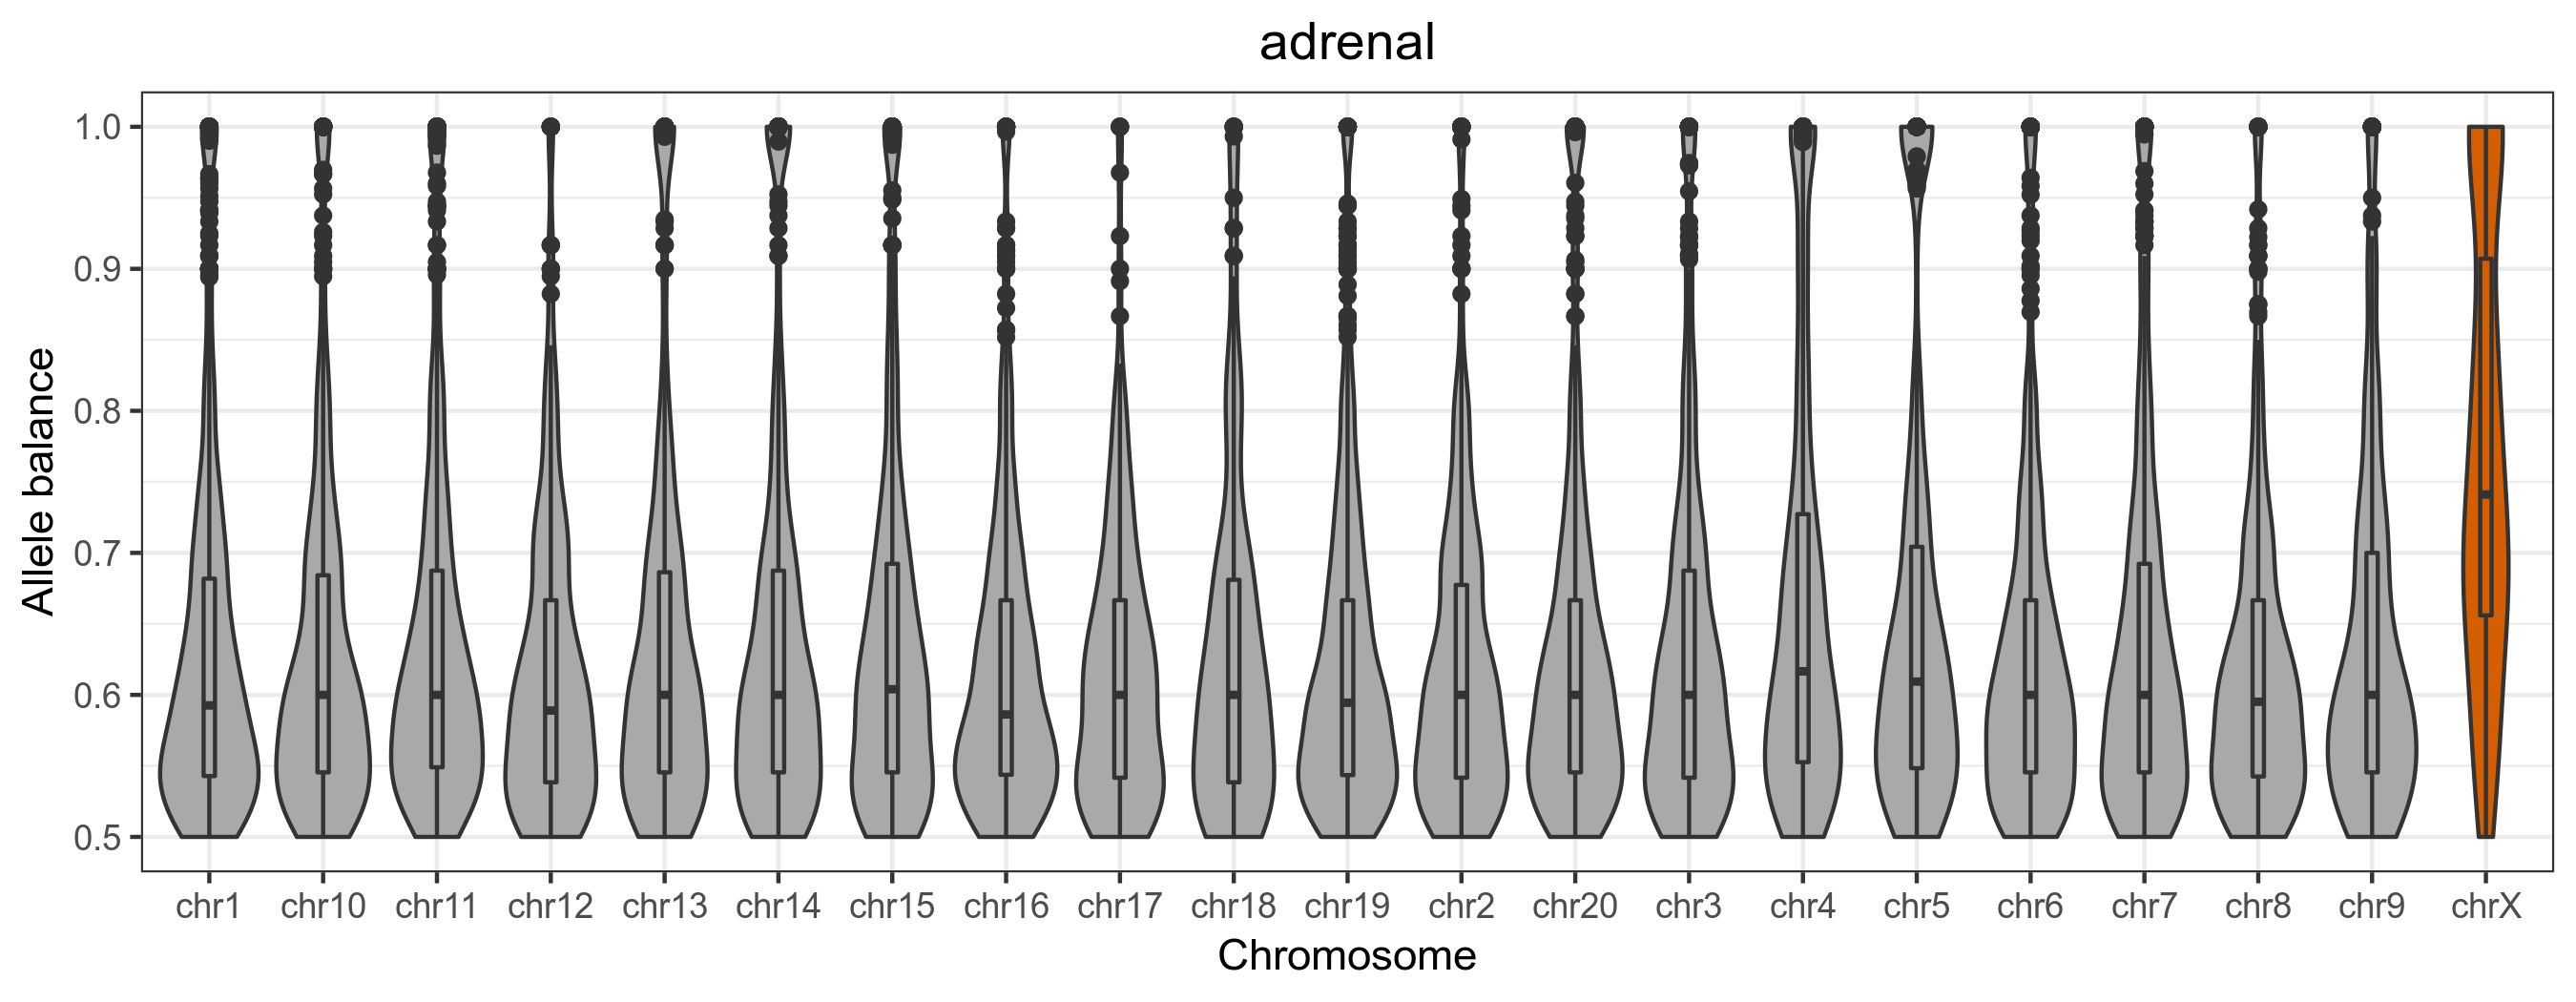 adrenal
Allele balance
1.0
0.9
0.8
0.7
0.6
0.5
chr1 chr10 chr11 chr12 chr13 chr14 chr15 chr16 chr17 chr18 chr19 chr2 chr20 chr3 chr4 chr5 chr6 chr7 chr8 chr9 chrX
Chromosome